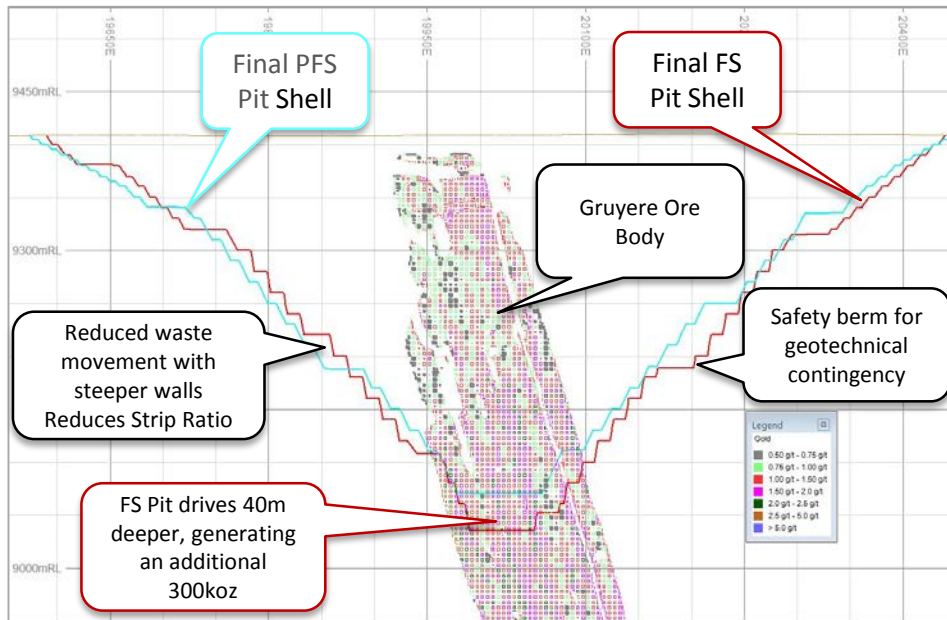 19650E
19950E
20100E
20400E
Final PFS
Pit Shell
Final FS
Pit Shell
9450mRL
Gruyere Ore
Body
9300mRL
Reduced waste
movement with
steeper walls
Reduces Strip Ratio
Safety berm for
geotechnical
contingency
Legend
Gold
0.50 g/t - 0.75 g/t
0.75 g/t - 1.00 g/t
1.00 g/t - 1.50 g/t
1.50 g/t - 2.0 g/t
2.0 g/t - 2.5 g/t
2.5 g/t - 5.0 g/t
> 5.0 g/t
FS Pit drives 40m
deeper, generating
an additional
300koz
9000mRL